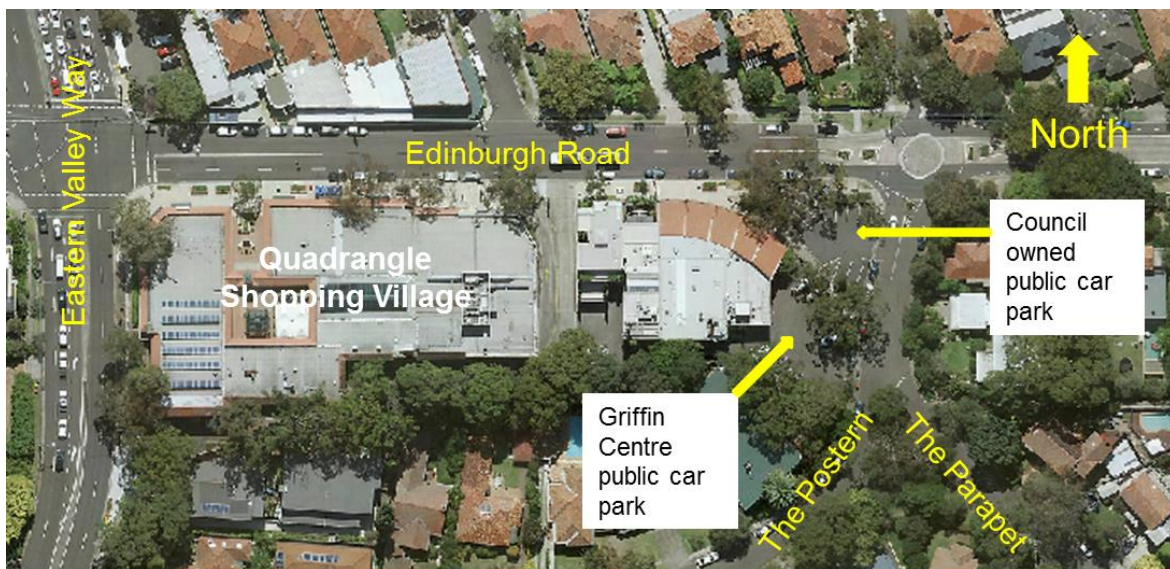 Eastern Valley Way
Edinburgh Road
North
Quadrangle
Shopping Village
Council
owned
public car
park
Griffin
Centre
public car
park
The Postern
The Parapet